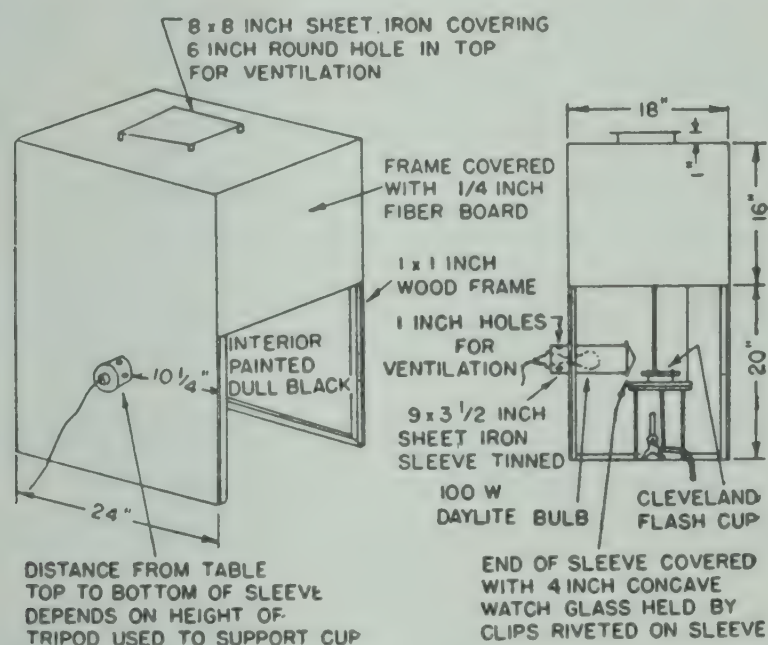 8 x 8 INCH SHEET IRON COVERING
6 INCH ROUND HOLE IN TOP
FOR VENTILATION
18"
1"
16"
20"
FRAME COVERED
WITH 1/4 INCH
FIBER BOARD
1 x 1 INCH
WOOD FRAME
INTERIOR
PAINTED
DULL BLACK
10 1/4"
24"
1 INCH HOLES
FOR
VENTILATION
9 x 3 1/2 INCH
SHEET IRON
SLEEVE TINNED
100 W
DAYLITE BULB
CLEVELAND
FLASH CUP
DISTANCE FROM TABLE
TOP TO BOTTOM OF SLEEVE
DEPENDS ON HEIGHT OF
TRIPOD USED TO SUPPORT CUP
END OF SLEEVE COVERED
WITH 4 INCH CONCAVE
WATCH GLASS HELD BY
CLIPS RIVETED ON SLEEVE